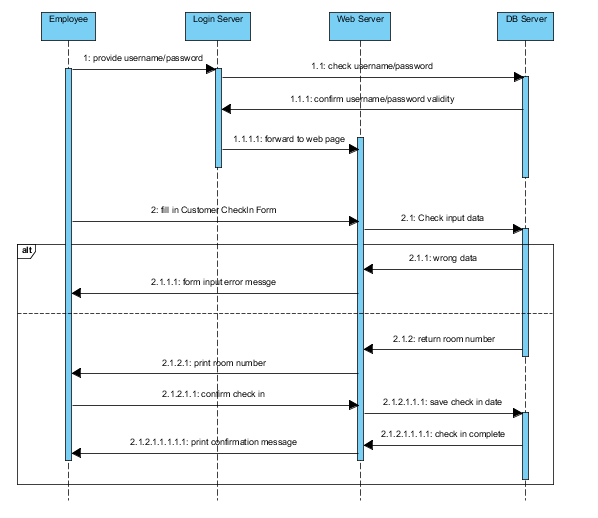 Employee
Login Server
Web Server
DB Server
1: provide username/password
1.1: check username/password
1.1.1: confirm username/password validity
1.1.1.1: forward to web page
2: fill in Customer CheckIn Form
2.1: Check input data
alt
2.1.1: wrong data
2.1.1.1: form input error messge
2.1.2: return room number
2.1.2.1: print room number
2.1.2.1.1: confirm check in
2.1.2.1.1.1: save check in date
2.1.2.1.1.1.1: check in complete
2.1.2.1.1.1.1.1: print confirmation message